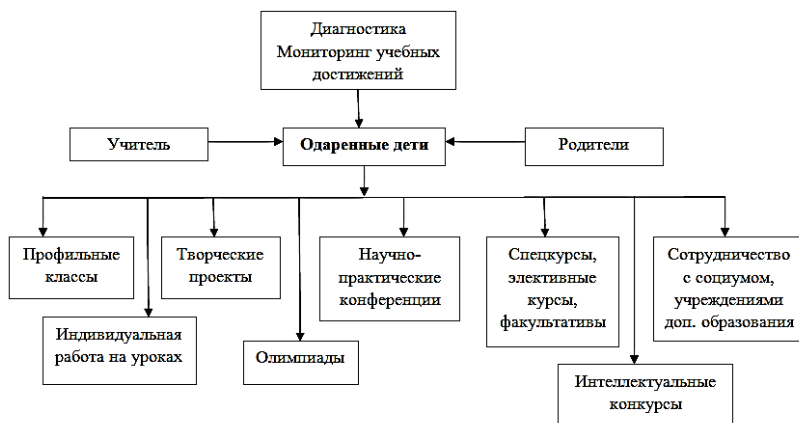 Диагностика
Мониторинг учебных
достижений
Учитель
Одаренные дети
Родители
Профильные
классы
Творческие
проекты
Научно-
практические
конференции
Спецкурсы,
элективные
курсы,
факультативы
Сотрудничество
с социумом,
учреждениями
доп. образования
Индивидуальная
работа на уроках
Олимпиады
Интеллектуальные
конкурсы